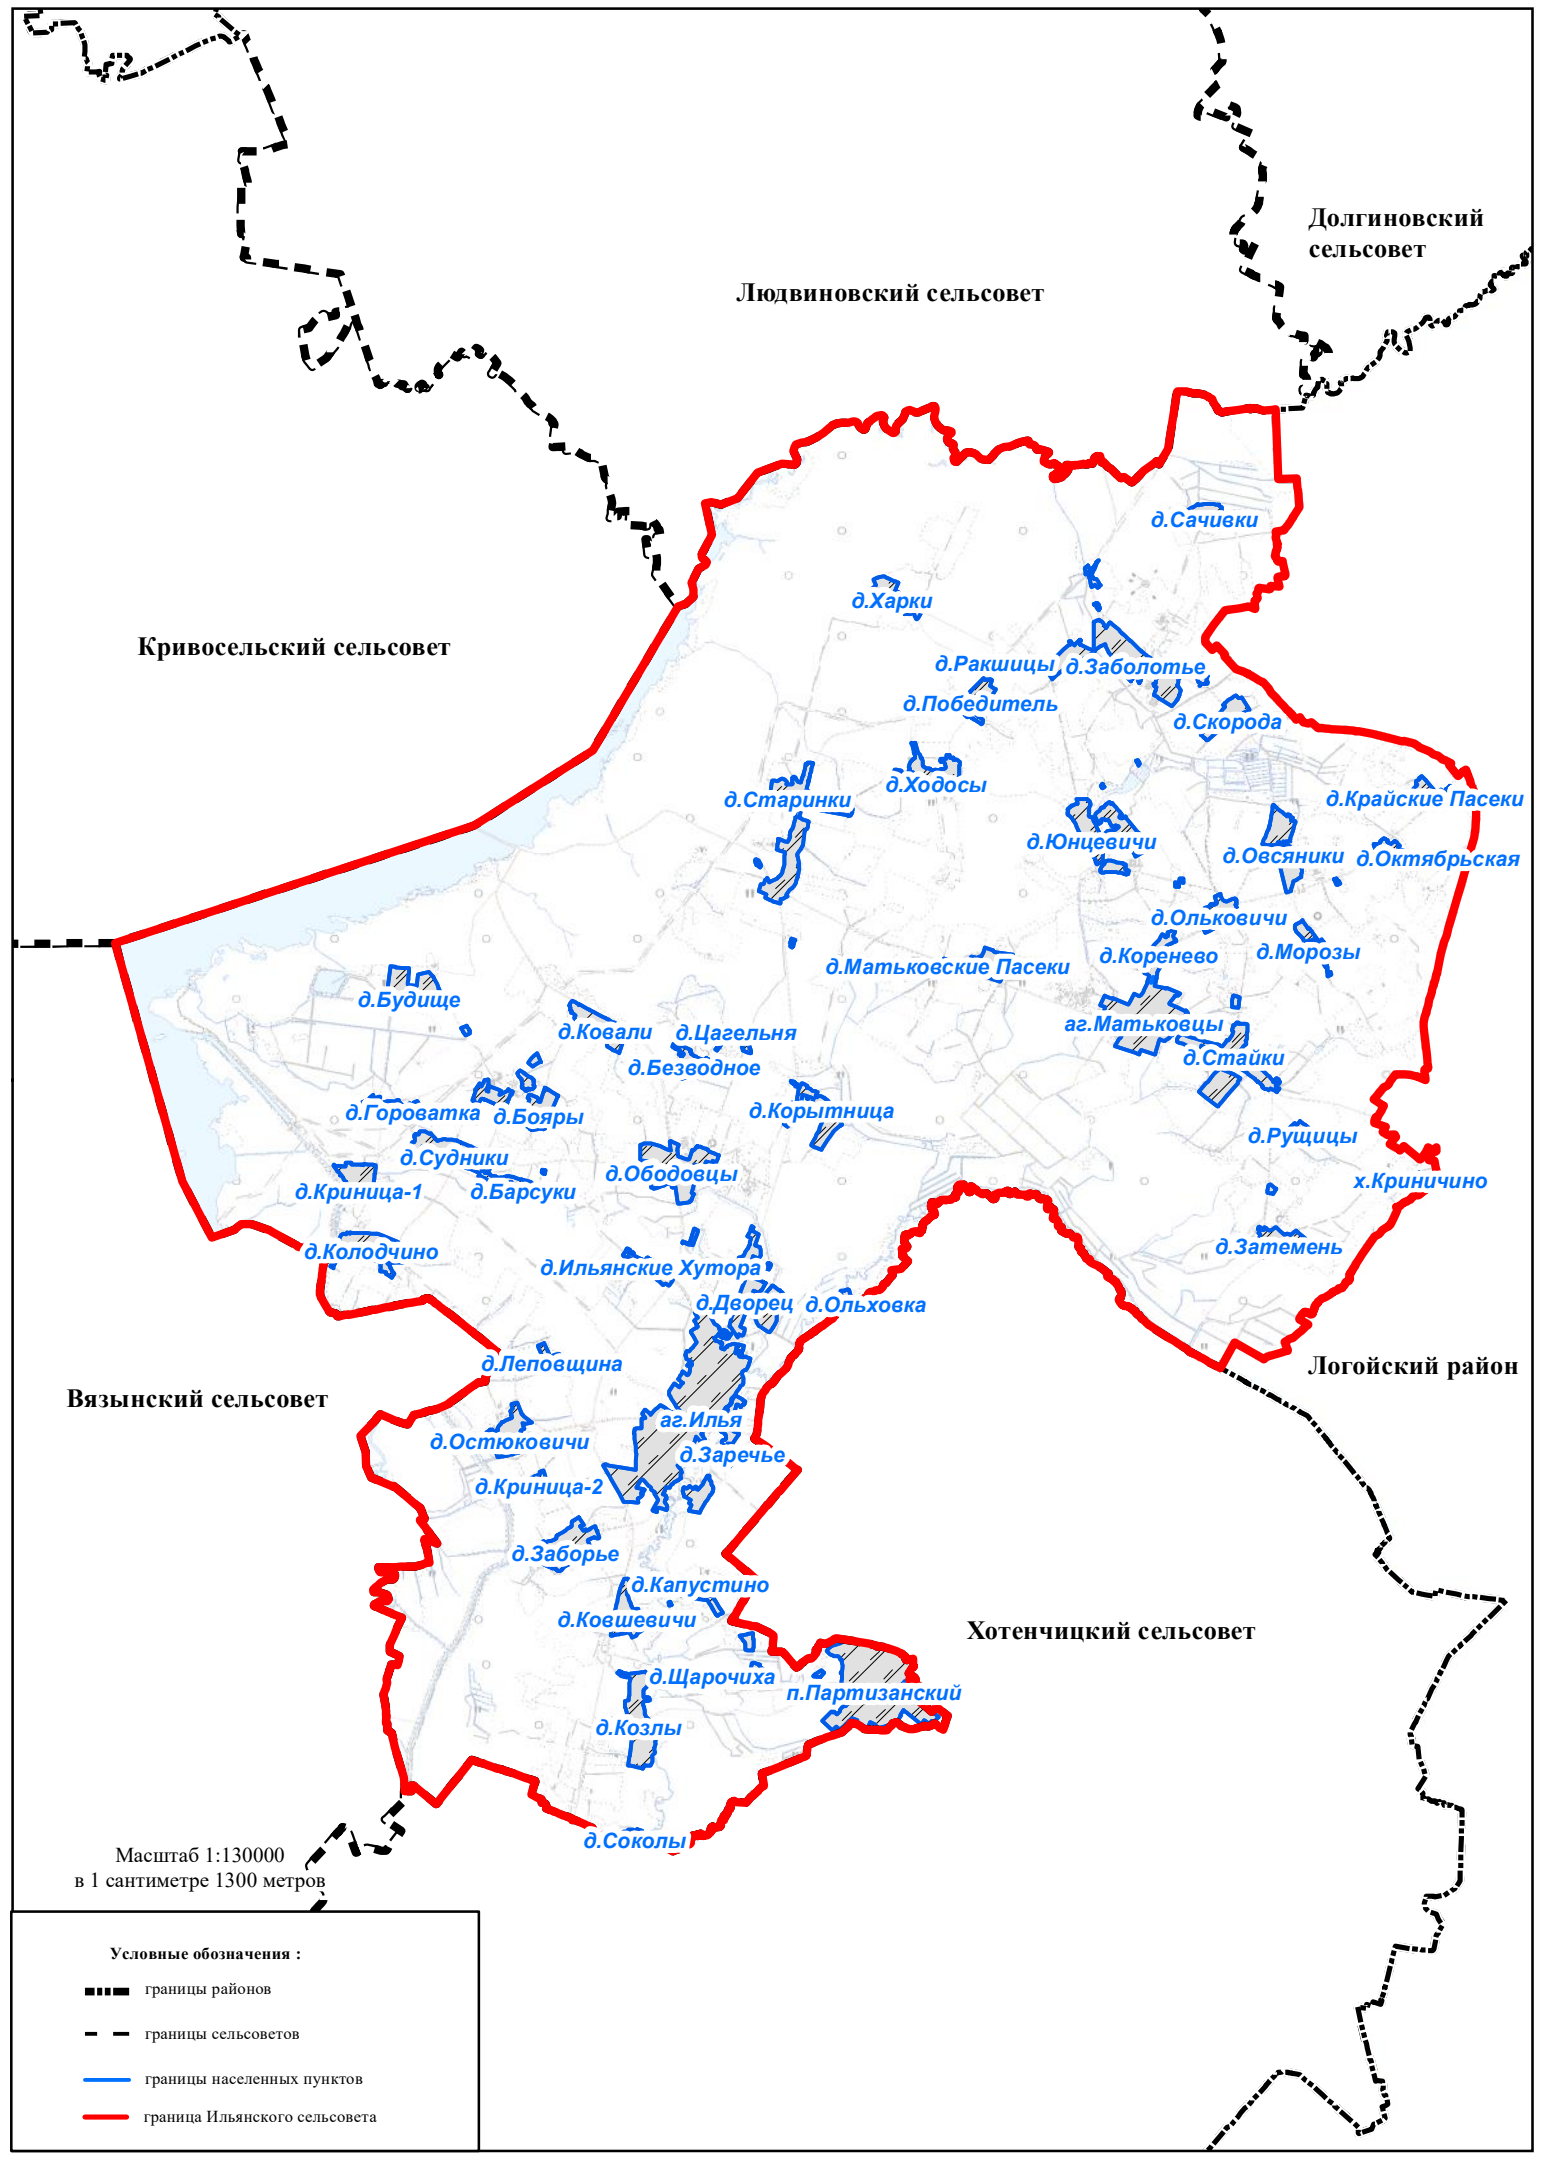 Долгиновский
сельсовет
Людвиновский сельсовет
д.Сачивки
д.Харки
Кривосельский сельсовет
д.Ракшицы
д.Заболотье
д.Победитель
д.Скорода
д.Ходосы
д.Старинки
д.Крайские Пасеки
д.Юнцевичи
д.Овсяники
д.Октябрьская
д.Ольковичи
д.Коренево
д.Морозы
д.Матьковские Пасеки
д.Будище
аг.Матьковцы
д.Ковали
д.Цагельня
д.Стайки
д.Безводное
д.Гороватка
д.Бояры
д.Корытница
д.Рущицы
д.Судники
д.Ободовцы
х.Криничино
д.Криница-1
д.Барсуки
д.Затемень
д.Колодчино
д.Ильянские Хутора
д.Дворец
д.Ольховка
д.Леповщина
Логойский район
Вязынский сельсовет
аг.Илья
д.Остюковичи
д.Заречье
д.Криница-2
д.Заборье
д.Капустино
д.Ковшевичи
Хотенчицкий сельсовет
д.Щарочиха
п.Партизанский
д.Козлы
д.Соколы
Масштаб 1:130000
в 1 сантиметре 1300 метров
Условные обозначения :
границы районов
границы сельсоветов
границы населенных пунктов
граница Ильянского сельсовета